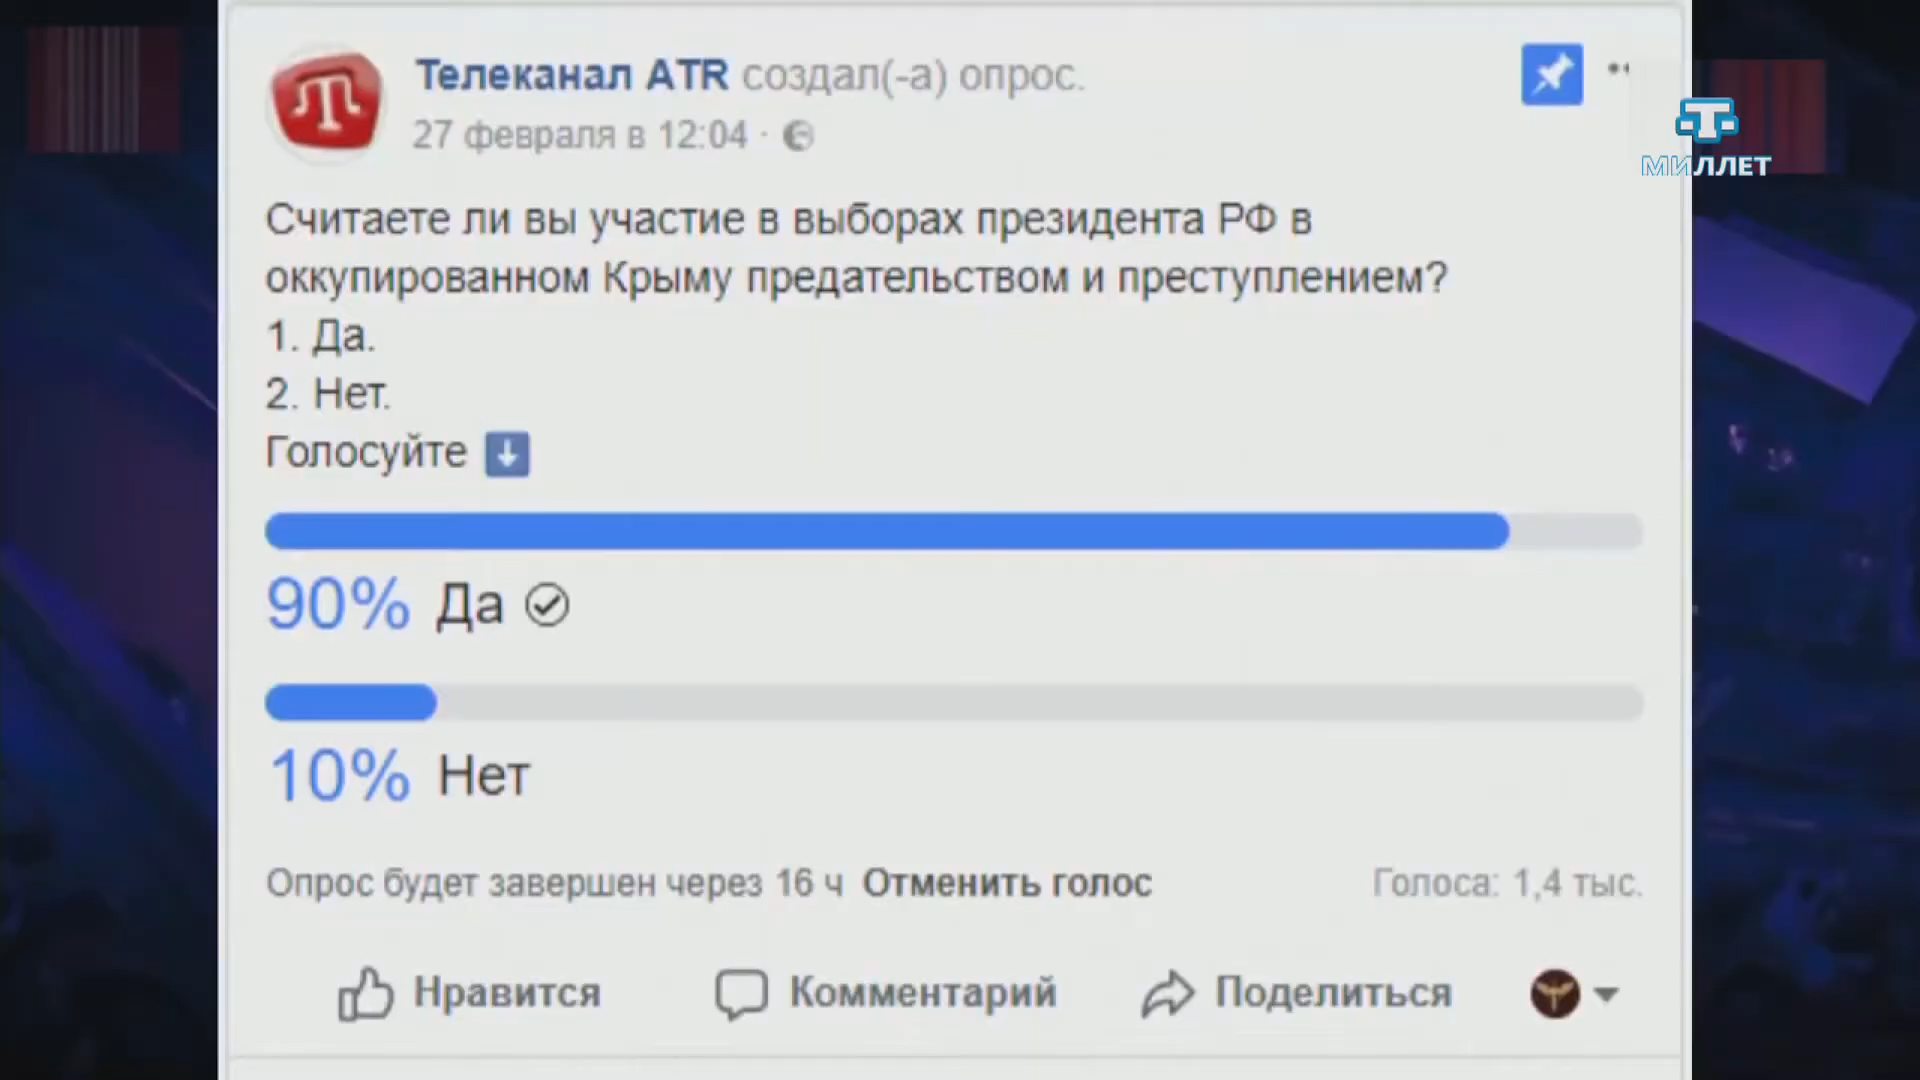 Телеканал ATR создал(-а) опрос.
27 февраля в 12:04 ·
МИЛЛЕТ
Считаете ли вы участие в выборах президента РФ в
оккупированном Крыму предательством и преступлением?
1. Да.
2. Нет.
Голосуйте
90% Да
10% Нет
Опрос будет завершен через 16 ч Отменить голос Голоса: 1,4 тыс.
Нравится Комментарий Поделиться